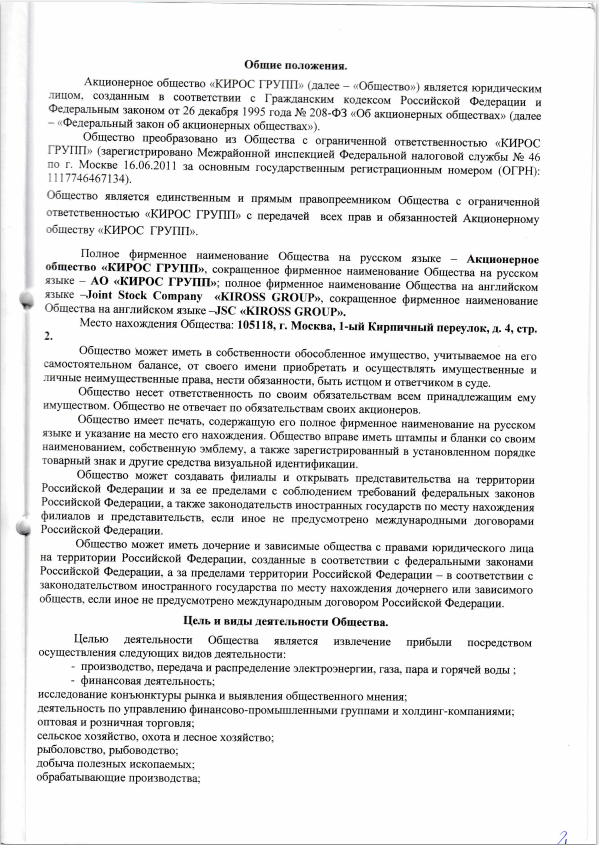 Общие положения.
Акционерное общество «КИРОС ГРУПП» (далее – «Общество») является юридическим
лицом, созданным в соответствии с Гражданским кодексом Российской Федерации и
Федеральным законом от 26 декабря 1995 года № 208-ФЗ «Об акционерных обществах» (далее
– «Федеральный закон об акционерных обществах»).
Общество преобразовано из Общества с ограниченной ответственностью «КИРОС
ГРУПП» (зарегистрировано Межрайонной инспекцией Федеральной налоговой службы № 46
по г. Москве 16.06.2011 за основным государственным регистрационным номером (ОГРН):
1117746467134).
Общество является единственным и прямым правопреемником Общества с ограниченной
ответственностью «КИРОС ГРУПП» с передачей всех прав и обязанностей Акционерному
обществу «КИРОС ГРУПП».
Полное фирменное наименование Общества на русском языке – Акционерное
общество «КИРОС ГРУПП», сокращенное фирменное наименование Общества на русском
языке – АО «КИРОС ГРУПП»; полное фирменное наименование Общества на английском
языке –Joint Stock Company «KIROSS GROUP», сокращенное фирменное наименование
Общества на английском языке –JSC «KIROSS GROUP».
Место нахождения Общества: 105118, г. Москва, 1-ый Кирпичный переулок, д. 4, стр.
2.
Общество может иметь в собственности обособленное имущество, учитываемое на его
самостоятельном балансе, от своего имени приобретать и осуществлять имущественные и
личные неимущественные права, нести обязанности, быть истцом и ответчиком в суде.
Общество несет ответственность по своим обязательствам всем принадлежащим ему
имуществом. Общество не отвечает по обязательствам своих акционеров.
Общество имеет печать, содержащую его полное фирменное наименование на русском
языке и указание на место его нахождения. Общество вправе иметь штампы и бланки со своим
наименованием, собственную эмблему, а также зарегистрированный в установленном порядке
товарный знак и другие средства визуальной идентификации.
Общество может создавать филиалы и открывать представительства на территории
Российской Федерации и за ее пределами с соблюдением требований федеральных законов
Российской Федерации, а также законодательств иностранных государств по месту нахождения
филиалов и представительств, если иное не предусмотрено международными договорами
Российской Федерации.
Общество может иметь дочерние и зависимые общества с правами юридического лица
на территории Российской Федерации, созданные в соответствии с федеральными законами
Российской Федерации, а за пределами территории Российской Федерации – в соответствии с
законодательством иностранного государства по месту нахождения дочернего или зависимого
обществ, если иное не предусмотрено международным договором Российской Федерации.
Цель и виды деятельности Общества.
Целью деятельности Общества является извлечение прибыли посредством
осуществления следующих видов деятельности:
- производство, передача и распределение электроэнергии, газа, пара и горячей воды ;
- финансовая деятельность;
исследование конъюнктуры рынка и выявления общественного мнения;
деятельность по управлению финансово-промышленными группами и холдинг-компаниями;
оптовая и розничная торговля;
сельское хозяйство, охота и лесное хозяйство;
рыболовство, рыбоводство;
добыча полезных ископаемых;
обрабатывающие производства;
2